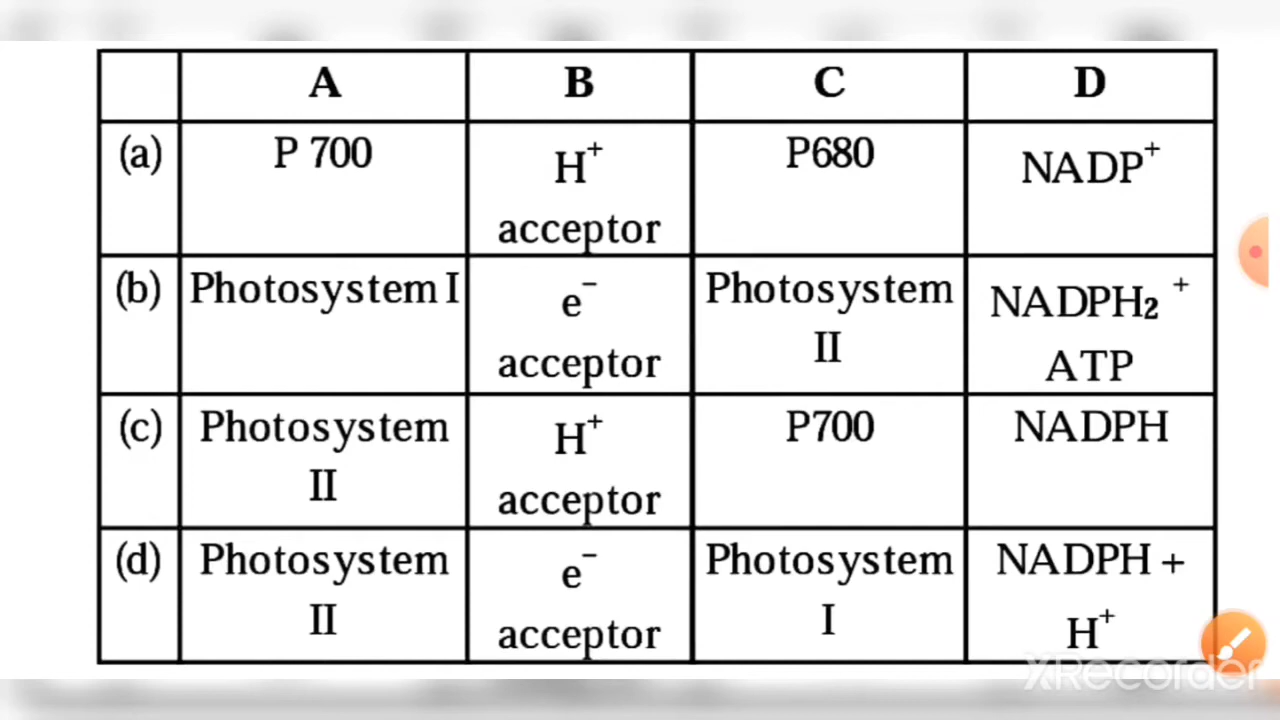 A B C D
(a) P 700 H⁺ P680 NADP⁺
acceptor
(b) Photosystem I e⁻ Photosystem NADPH₂ ⁺
acceptor II ATP
(c) Photosystem H⁺ P700 NADPH
II acceptor
(d) Photosystem e⁻ Photosystem NADPH +
II acceptor I H⁺
XRecorder